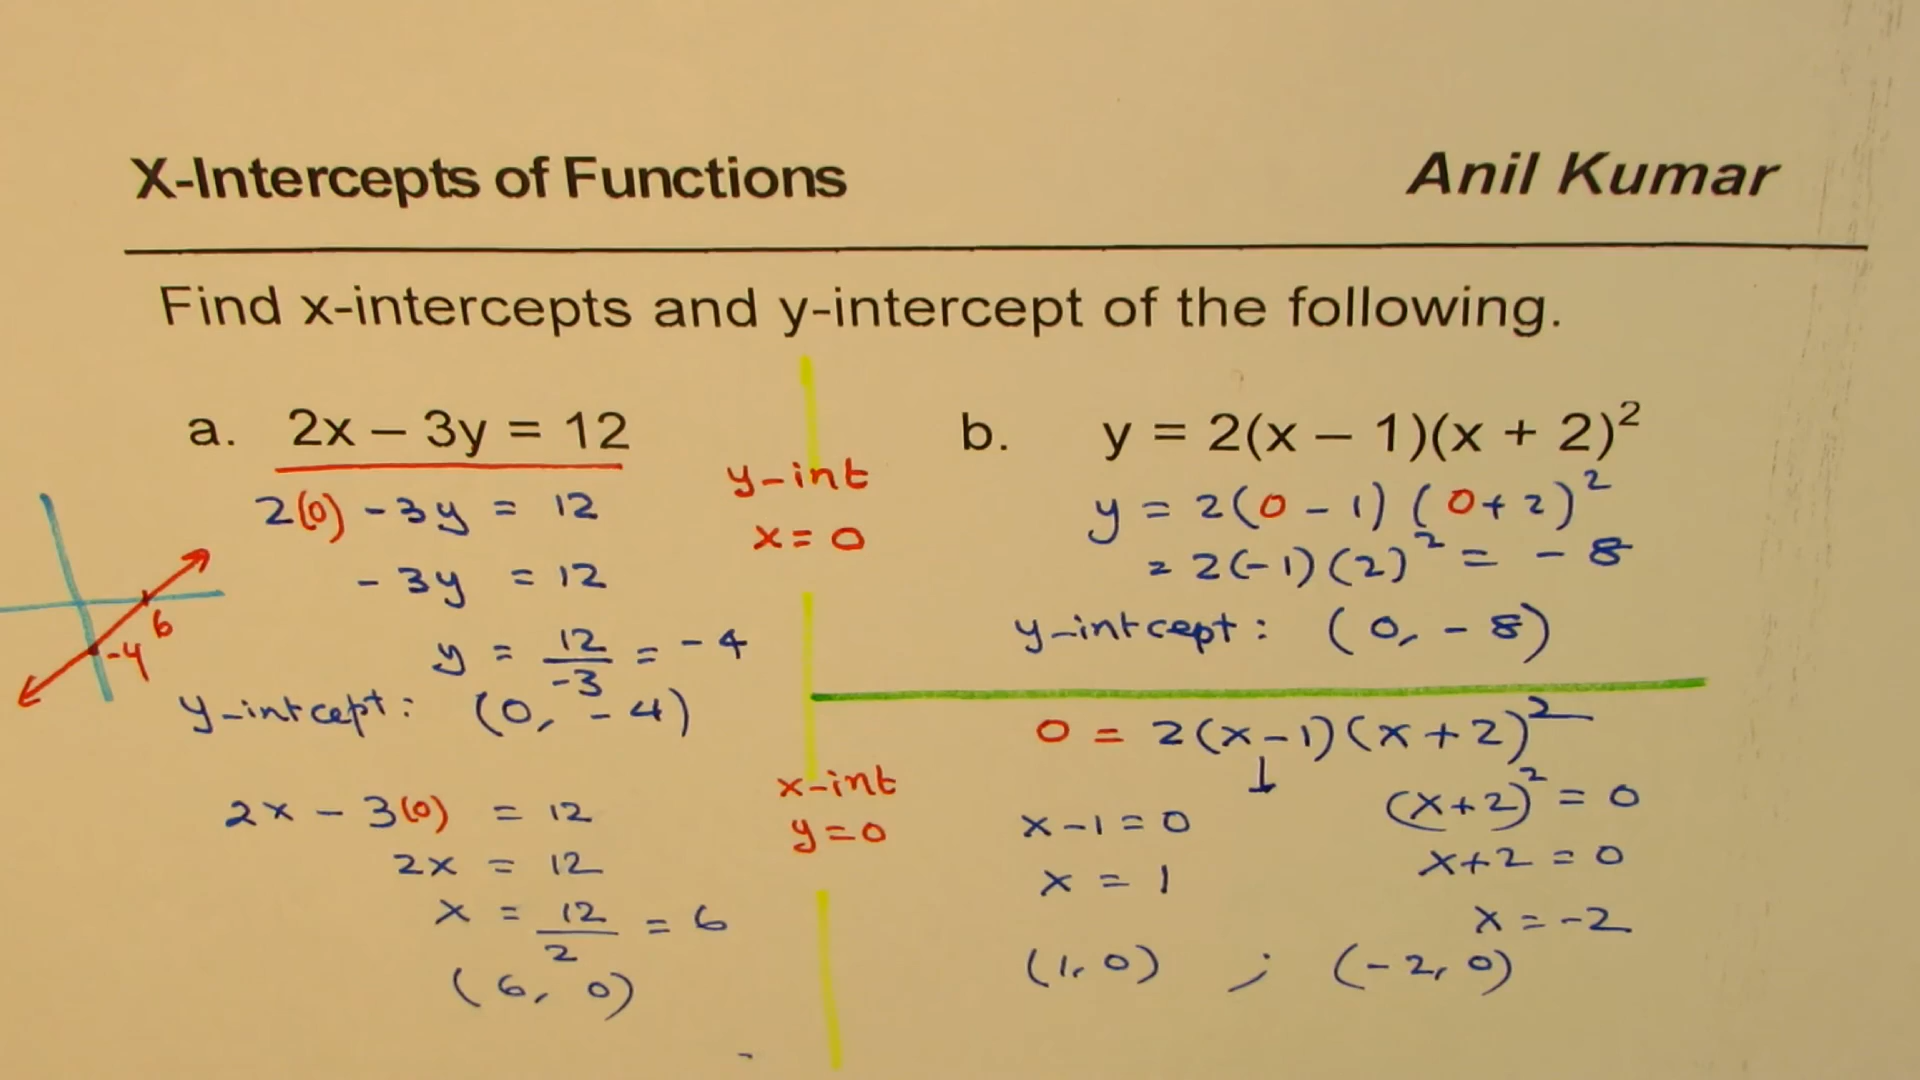 X-Intercepts of Functions Anil Kumar
Find x-intercepts and y-intercept of the following.
a. 2x – 3y = 12
2(0) - 3y = 12
- 3y = 12
y = 12/-3 = - 4
y-intcept: (0, - 4)
6
-4
2x - 3(0) = 12
2x = 12
x = 12/2 = 6
(6, 0)
y-int
x = 0
x-int
y = 0
b. y = 2(x – 1)(x + 2)²
y = 2(0 - 1) (0 + 2)²
= 2(-1)(2)² = - 8
y-intcept: (0, - 8)
0 = 2(x - 1)(x + 2)²
x - 1 = 0
x = 1
(x + 2)² = 0
x + 2 = 0
x = -2
(1, 0) ; (-2, 0)